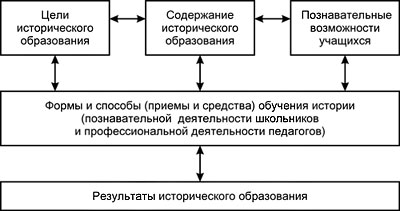 Цели
исторического
образования
Содержание
исторического
образования
Познавательные
возможности
учащихся
Формы и способы (приемы и средства) обучения истории
(познавательной деятельности школьников
и профессиональной деятельности педагогов)
Результаты исторического образования